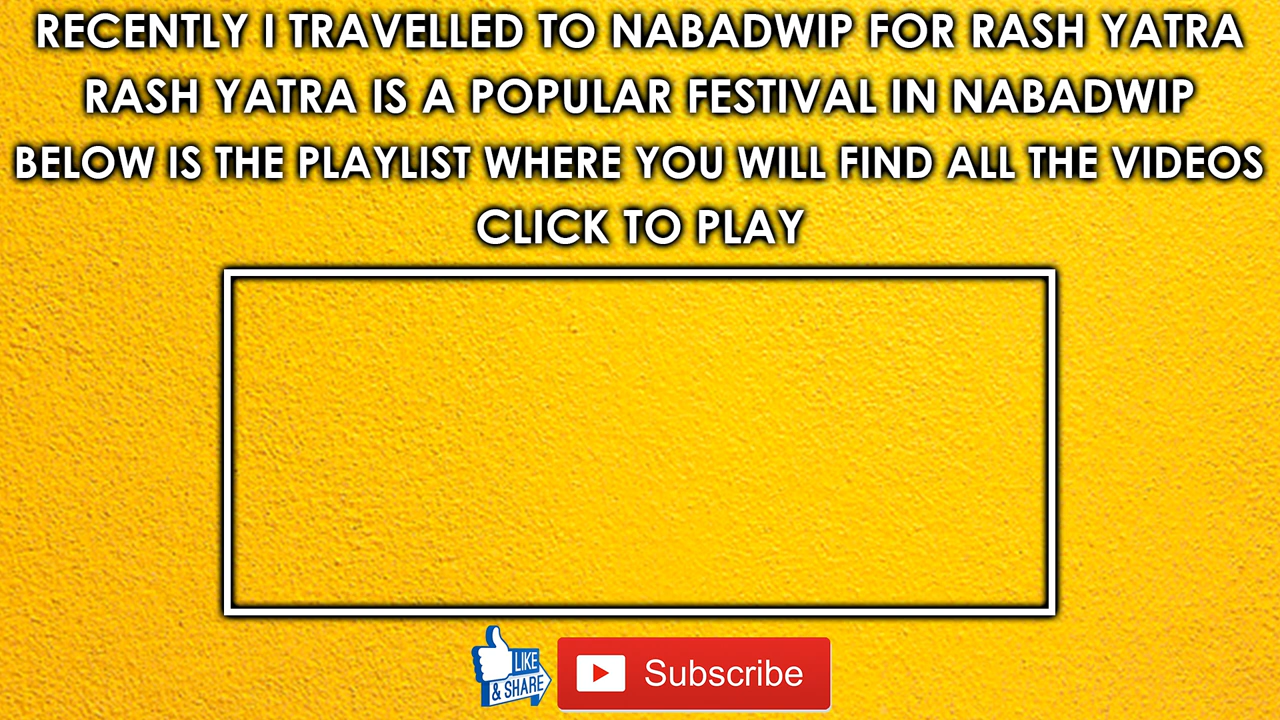 RECENTLY I TRAVELLED TO NABADWIP FOR RASH YATRA
RASH YATRA IS A POPULAR FESTIVAL IN NABADWIP
BELOW IS THE PLAYLIST WHERE YOU WILL FIND ALL THE VIDEOS
CLICK TO PLAY
LIKE
& SHARE
Subscribe